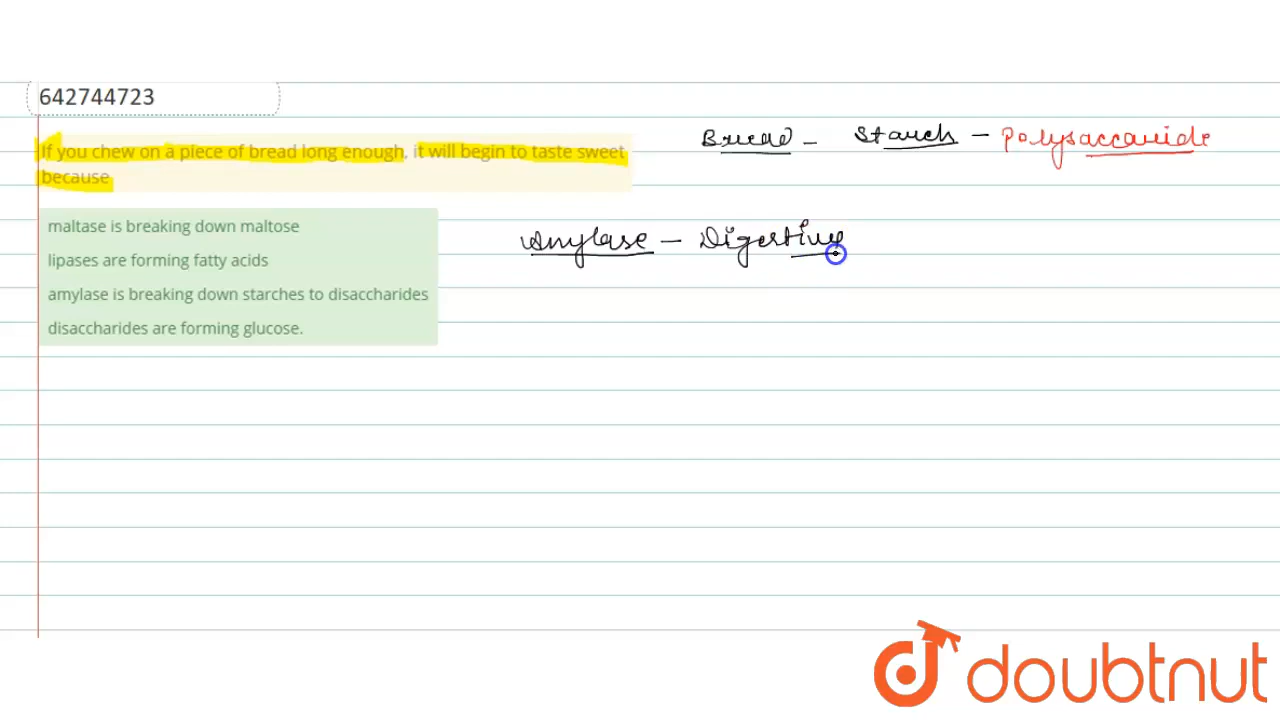 642744723
If you chew on a piece of bread long enough, it will begin to taste sweet
because
Bread - Starch - Polysaccaride
maltase is breaking down maltose
lipases are forming fatty acids
amylase is breaking down starches to disaccharides
disaccharides are forming glucose.
Amylase - Digestive
doubtnut